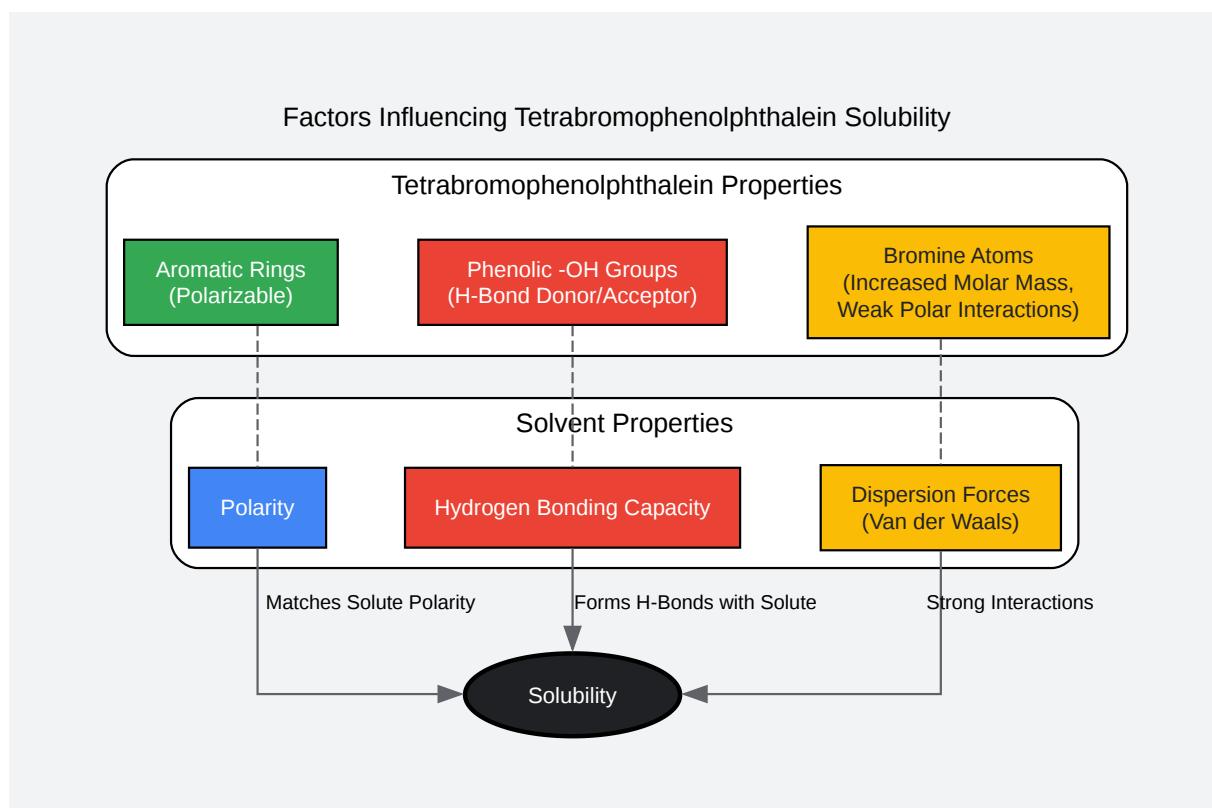 Factors Influencing Tetrabromophenolphthalein Solubility
Tetrabromophenolphthalein Properties
Aromatic Rings
(Polarizable)
Phenolic -OH Groups
(H-Bond Donor/Acceptor)
Bromine Atoms
(Increased Molar Mass,
Weak Polar Interactions)
Solvent Properties
Polarity
Hydrogen Bonding Capacity
Dispersion Forces
(Van der Waals)
Matches Solute Polarity
Forms H-Bonds with Solute
Strong Interactions
Solubility